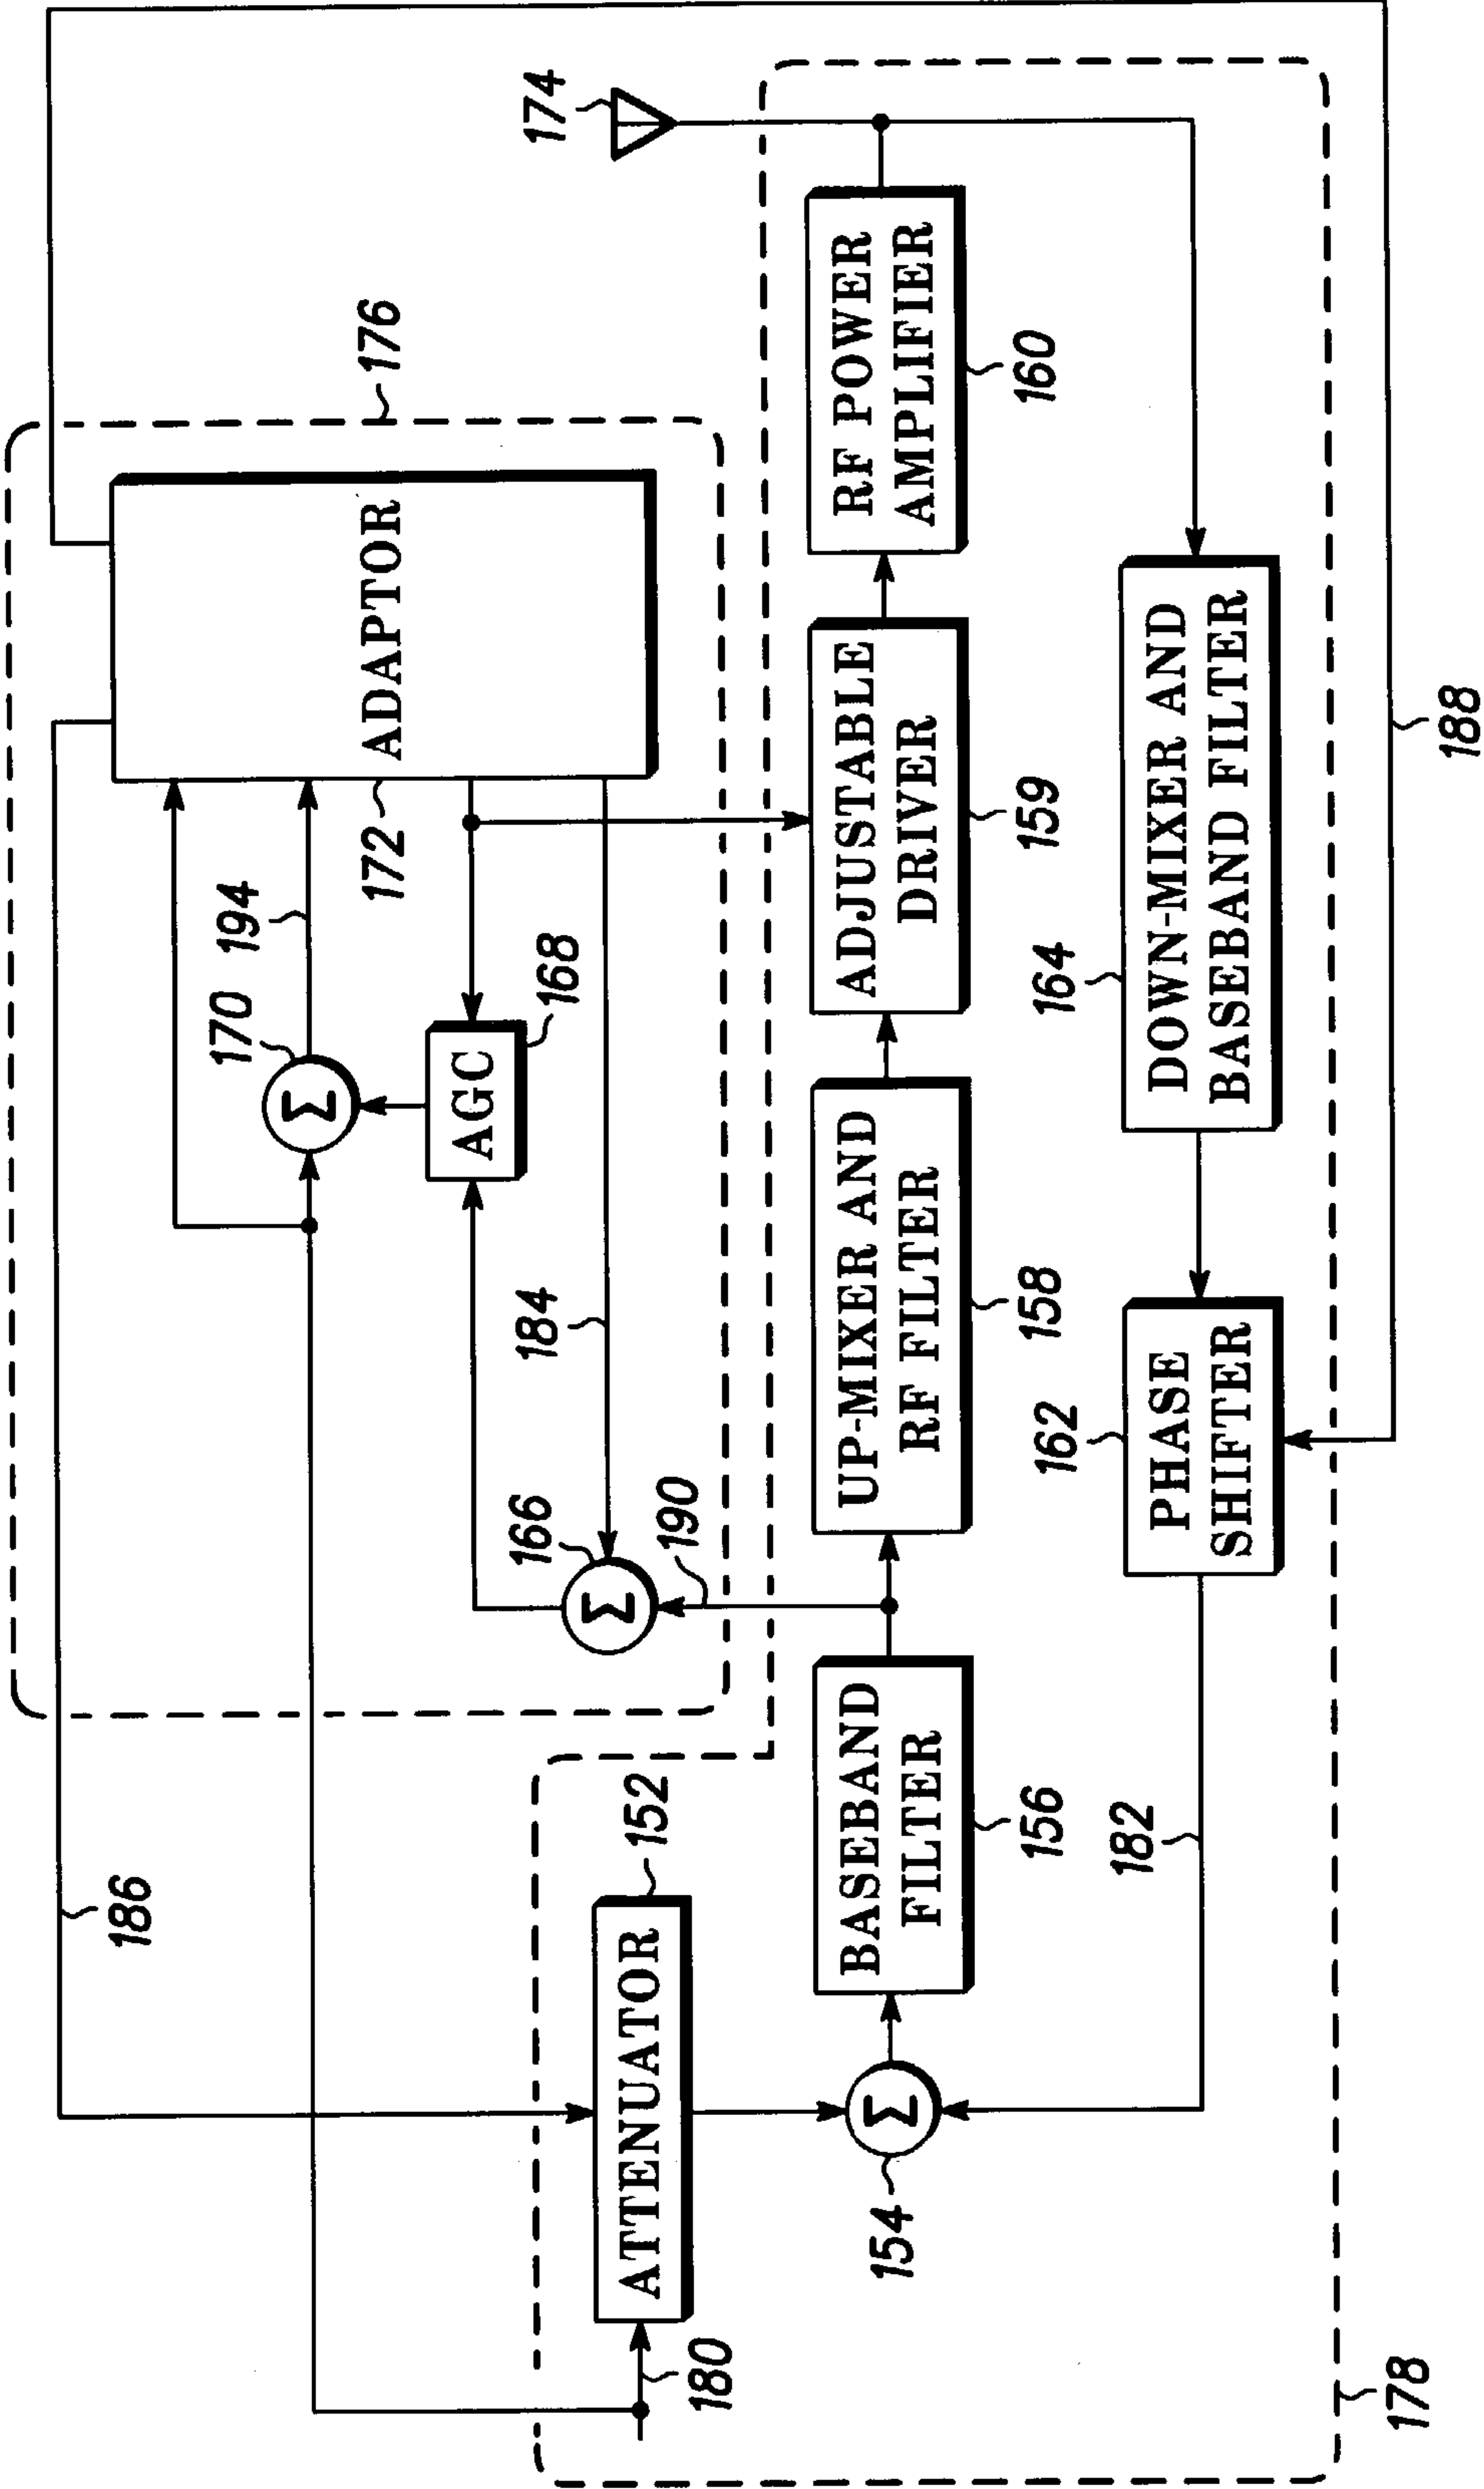 186
170
194
172
ADAPTOR
176
174
Σ
184
AGC
168
166
Σ
190
180
ATTENUATOR
152
154
Σ
BASEBAND
FILTER
156
UP-MIXER AND
RF FILTER
158
ADJUSTABLE
DRIVER
159
RF POWER
AMPLIFIER
160
182
162
PHASE
SHIFTER
164
DOWN-MIXER AND
BASEBAND FILTER
178
188